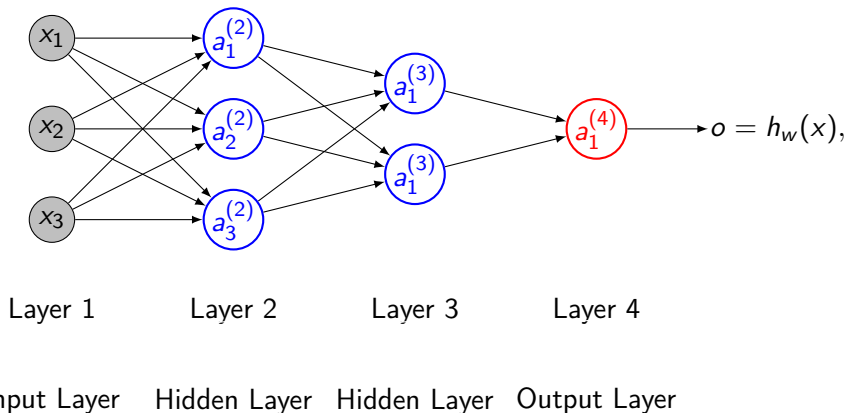 x₁ a₁⁽²⁾
a₁⁽³⁾
x₂ a₂⁽²⁾ a₁⁽⁴⁾ o = h_w(x),
a₁⁽³⁾
x₃ a₃⁽²⁾
Layer 1 Layer 2 Layer 3 Layer 4
nput Layer Hidden Layer Hidden Layer Output Layer